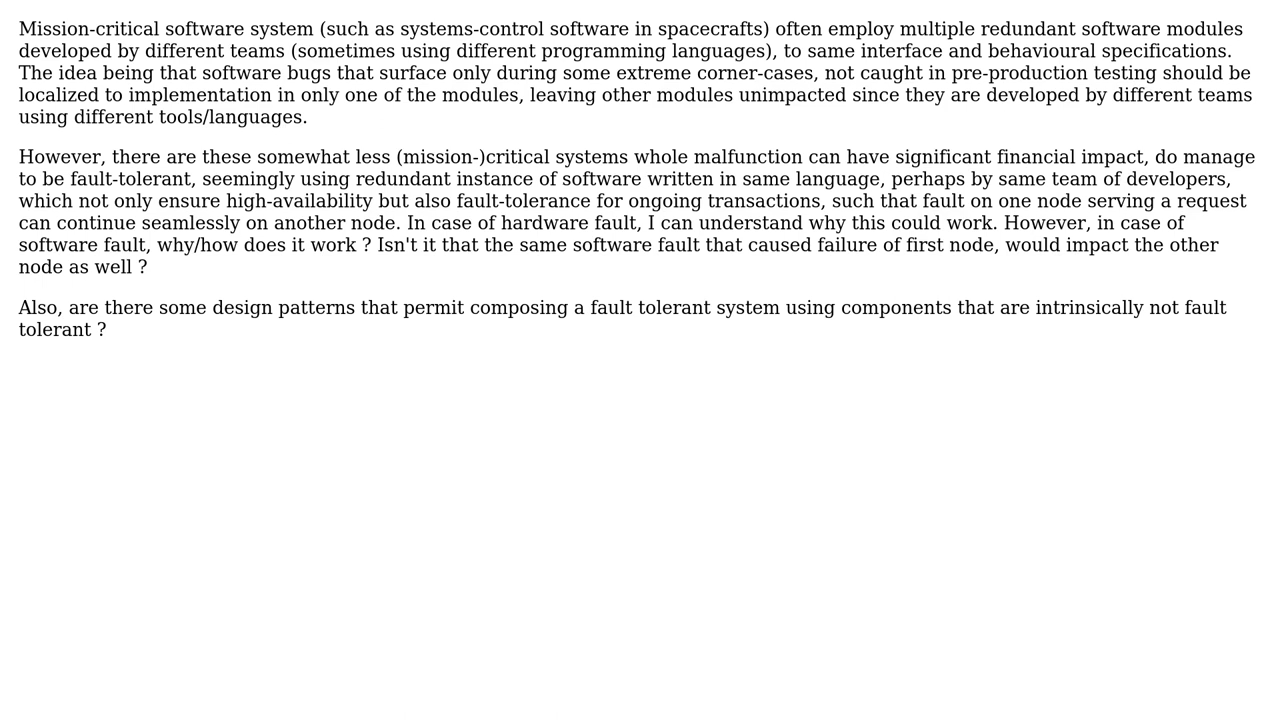 Mission-critical software system (such as systems-control software in spacecrafts) often employ multiple redundant software modules
developed by different teams (sometimes using different programming languages), to same interface and behavioural specifications.
The idea being that software bugs that surface only during some extreme corner-cases, not caught in pre-production testing should be
localized to implementation in only one of the modules, leaving other modules unimpacted since they are developed by different teams
using different tools/languages.
However, there are these somewhat less (mission-)critical systems whole malfunction can have significant financial impact, do manage
to be fault-tolerant, seemingly using redundant instance of software written in same language, perhaps by same team of developers,
which not only ensure high-availability but also fault-tolerance for ongoing transactions, such that fault on one node serving a request
can continue seamlessly on another node. In case of hardware fault, I can understand why this could work. However, in case of
software fault, why/how does it work ? Isn't it that the same software fault that caused failure of first node, would impact the other
node as well ?
Also, are there some design patterns that permit composing a fault tolerant system using components that are intrinsically not fault
tolerant ?